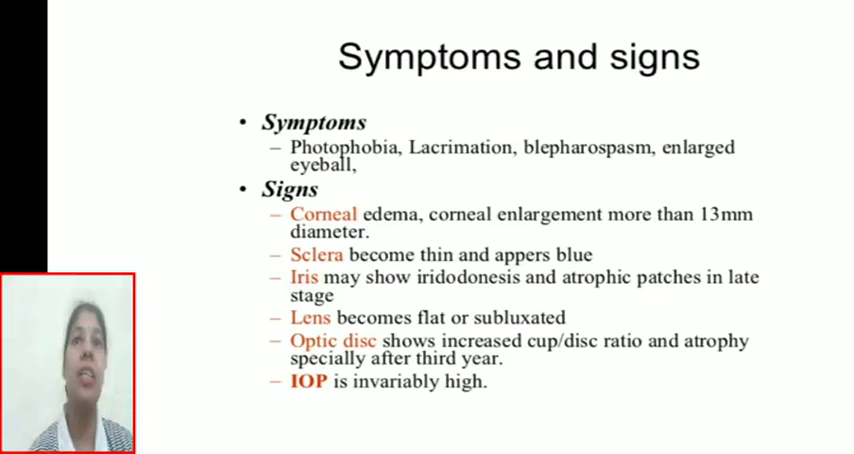 Symptoms and signs
• Symptoms
– Photophobia, Lacrimation, blepharospasm, enlarged
eyeball,
• Signs
– Corneal edema, corneal enlargement more than 13mm
diameter.
– Sclera become thin and appers blue
– Iris may show iridodonesis and atrophic patches in late
stage
– Lens becomes flat or subluxated
– Optic disc shows increased cup/disc ratio and atrophy
specially after third year.
– IOP is invariably high.